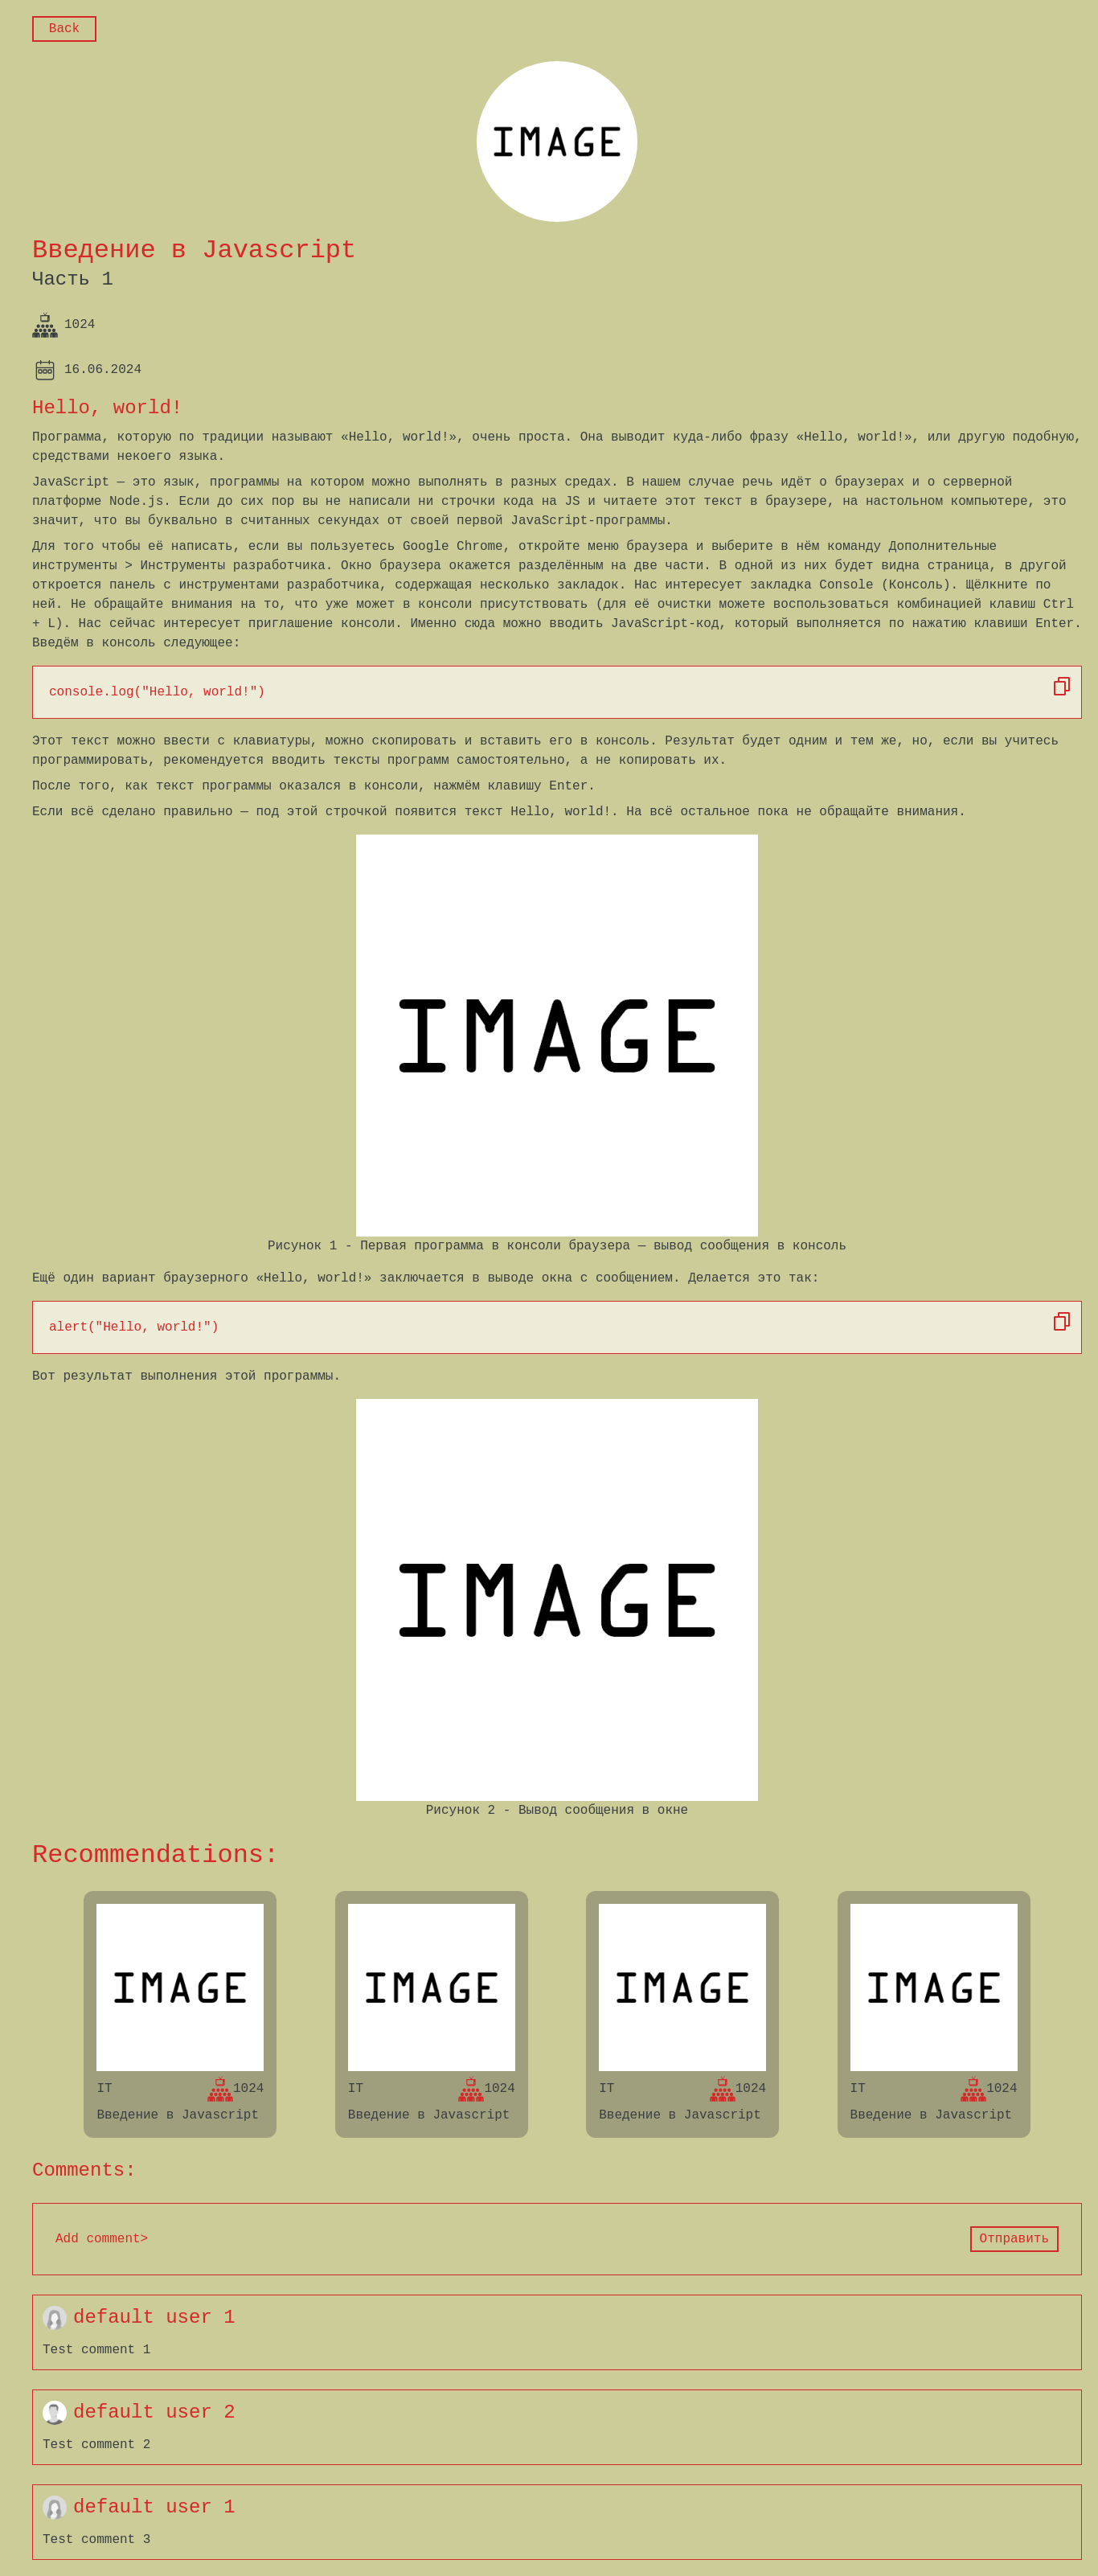 Back
IMAGE
Введение в Javascript
Часть 1
1024
16.06.2024
Hello, world!
Программа, которую по традиции называют «Hello, world!», очень проста. Она выводит куда-либо фразу «Hello, world!», или другую подобную,
средствами некоего языка.
JavaScript — это язык, программы на котором можно выполнять в разных средах. В нашем случае речь идёт о браузерах и о серверной
платформе Node.js. Если до сих пор вы не написали ни строчки кода на JS и читаете этот текст в браузере, на настольном компьютере, это
значит, что вы буквально в считанных секундах от своей первой JavaScript-программы.
Для того чтобы её написать, если вы пользуетесь Google Chrome, откройте меню браузера и выберите в нём команду Дополнительные
инструменты > Инструменты разработчика. Окно браузера окажется разделённым на две части. В одной из них будет видна страница, в другой
откроется панель с инструментами разработчика, содержащая несколько закладок. Нас интересует закладка Console (Консоль). Щёлкните по
ней. Не обращайте внимания на то, что уже может в консоли присутствовать (для её очистки можете воспользоваться комбинацией клавиш Ctrl
+ L). Нас сейчас интересует приглашение консоли. Именно сюда можно вводить JavaScript-код, который выполняется по нажатию клавиши Enter.
Введём в консоль следующее:
console.log("Hello, world!")
Этот текст можно ввести с клавиатуры, можно скопировать и вставить его в консоль. Результат будет одним и тем же, но, если вы учитесь
программировать, рекомендуется вводить тексты программ самостоятельно, а не копировать их.
После того, как текст программы оказался в консоли, нажмём клавишу Enter.
Если всё сделано правильно — под этой строчкой появится текст Hello, world!. На всё остальное пока не обращайте внимания.
IMAGE
Рисунок 1 - Первая программа в консоли браузера — вывод сообщения в консоль
Ещё один вариант браузерного «Hello, world!» заключается в выводе окна с сообщением. Делается это так:
alert("Hello, world!")
Вот результат выполнения этой программы.
IMAGE
Рисунок 2 - Вывод сообщения в окне
Recommendations:
IMAGE IMAGE IMAGE IMAGE
IT 1024 IT 1024 IT 1024 IT 1024
Введение в Javascript Введение в Javascript Введение в Javascript Введение в Javascript
Comments:
Add comment> Отправить
default user 1
Test comment 1
default user 2
Test comment 2
default user 1
Test comment 3